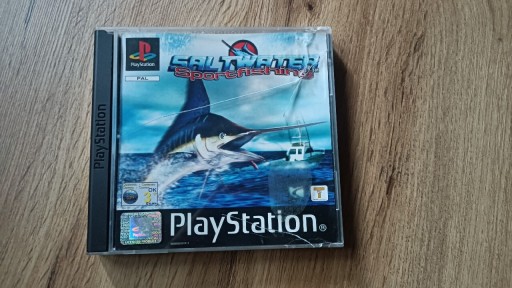 PlayStation
PAL
SALTWATER
Sportfishing
PlayStation
PlayStation®
T